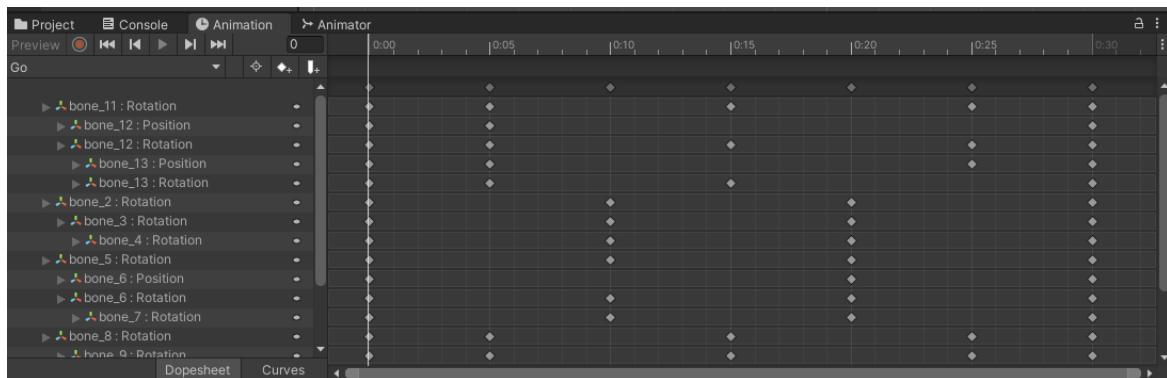 Project Console Animation Animator
Preview 0 0:00 0:05 0:10 0:15 0:20 0:25 0:30
Go
bone_11 : Rotation
bone_12 : Position
bone_12 : Rotation
bone_13 : Position
bone_13 : Rotation
bone_2 : Rotation
bone_3 : Rotation
bone_4 : Rotation
bone_5 : Rotation
bone_6 : Position
bone_6 : Rotation
bone_7 : Rotation
bone_8 : Rotation
bone_9 : Rotation
Dopesheet Curves